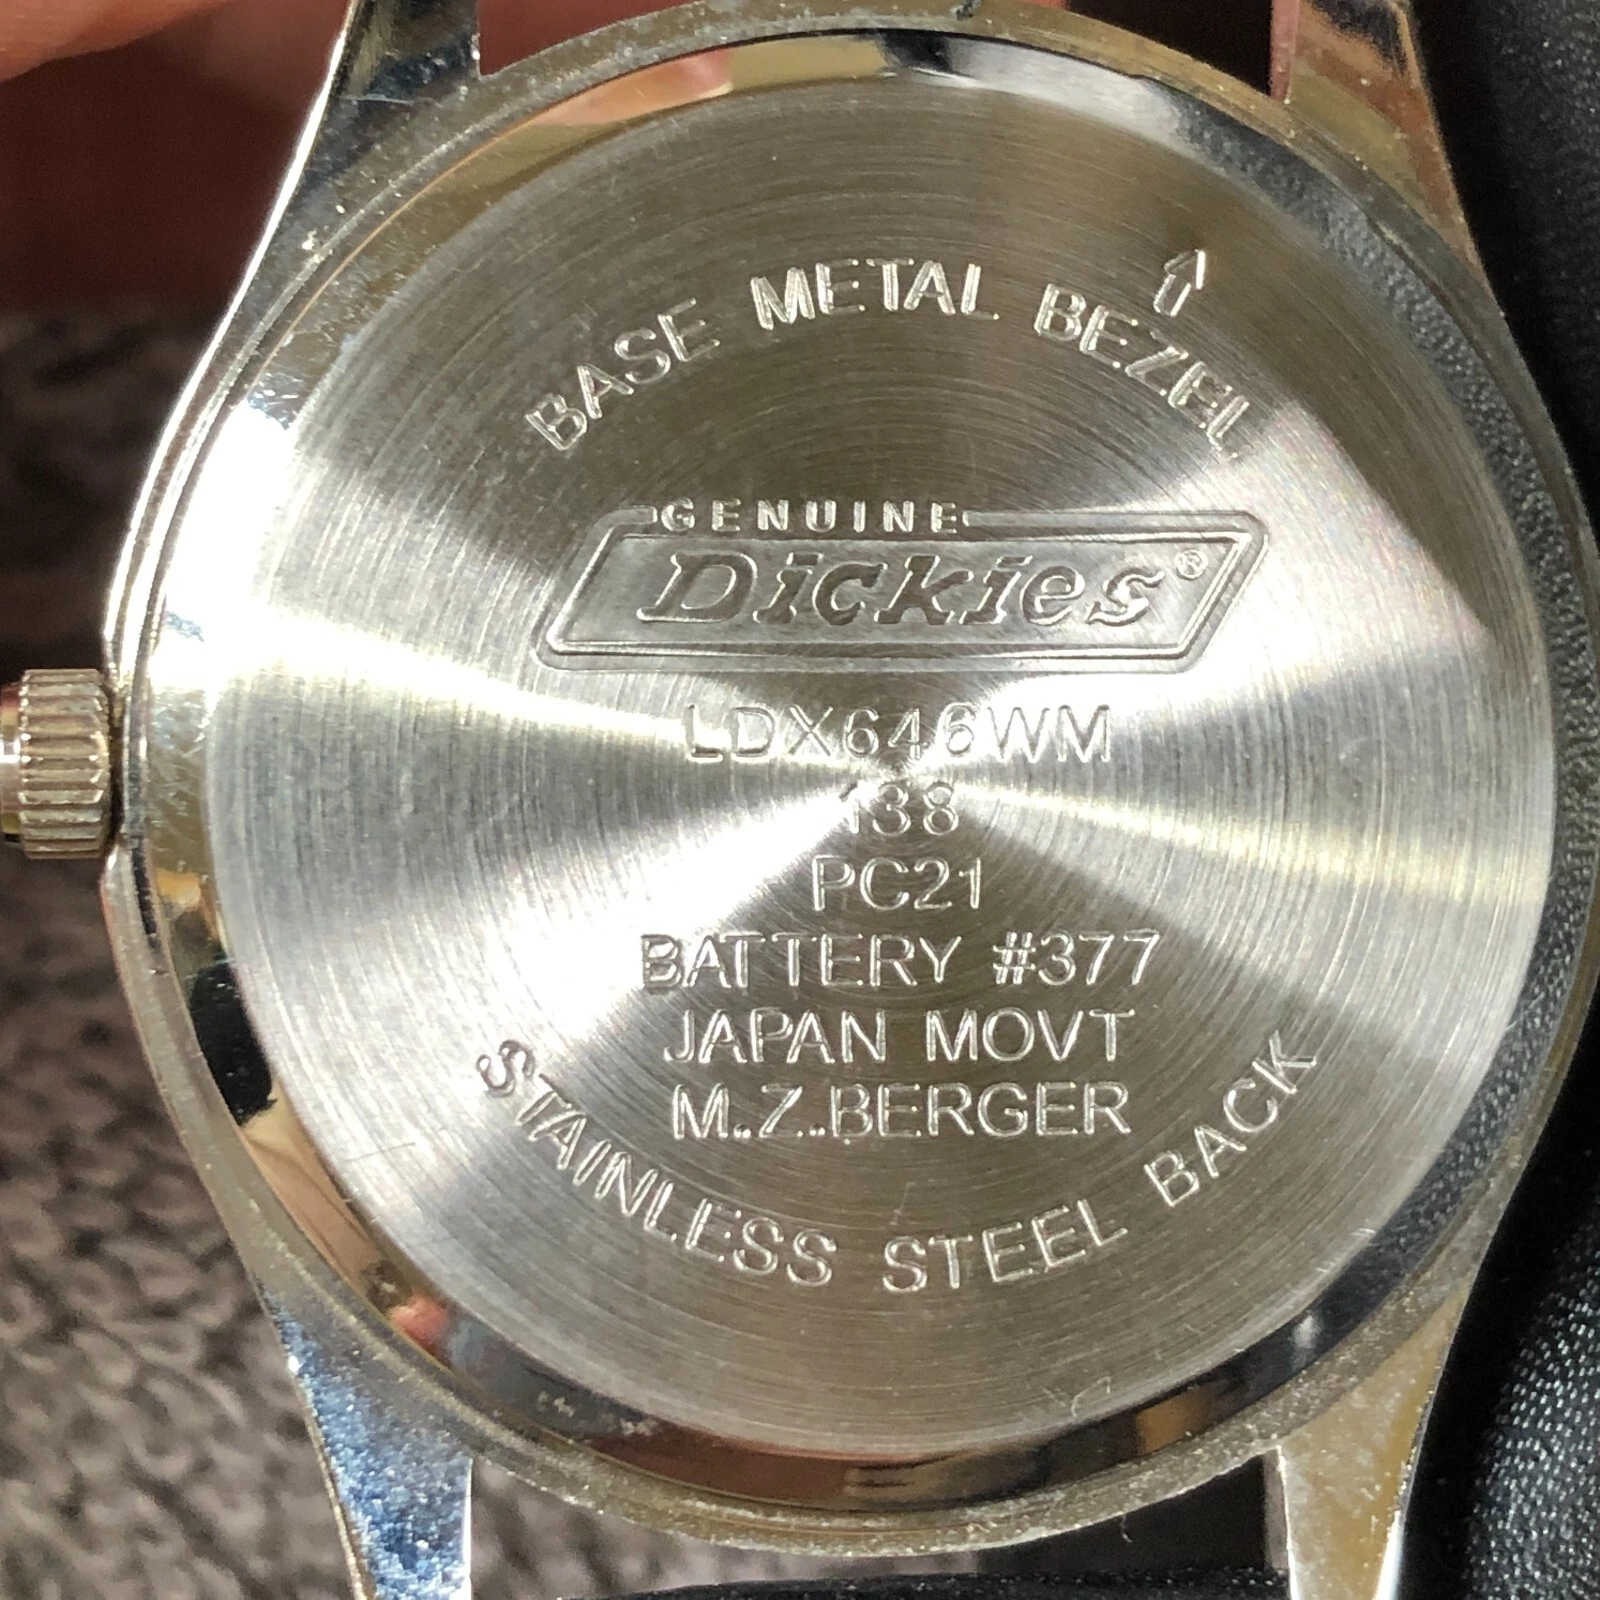 BASE METAL BEZEL
GENUINE
Dickies®
LDX646WM
138
PC21
BATTERY #377
JAPAN MOVT
M.Z.BERGER
STAINLESS STEEL BACK